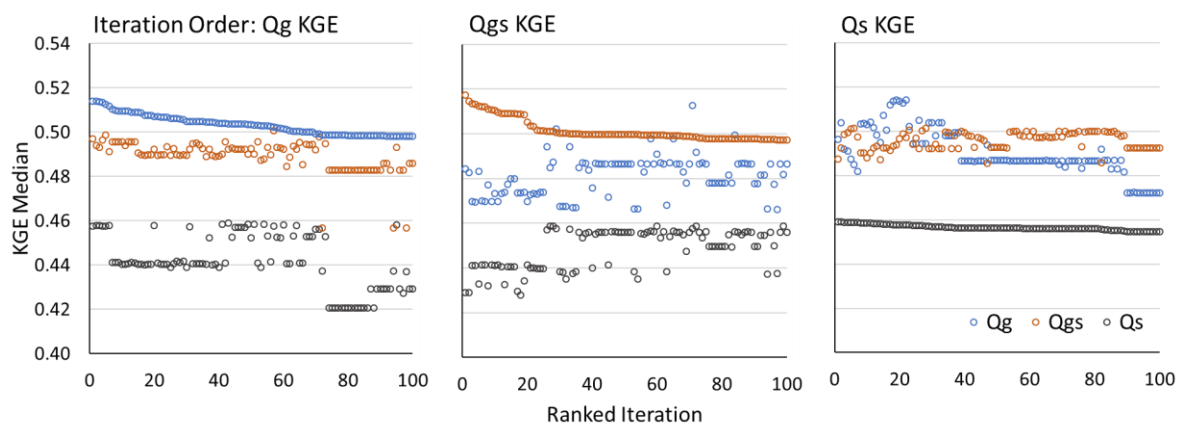 Iteration Order: Qg KGE
Qgs KGE
Qs KGE
KGE Median
0.54
0.52
0.50
0.48
0.46
0.44
0.42
0.40
Qg Qgs Qs
0 20 40 60 80 100
0 20 40 60 80 100
0 20 40 60 80 100
Ranked Iteration